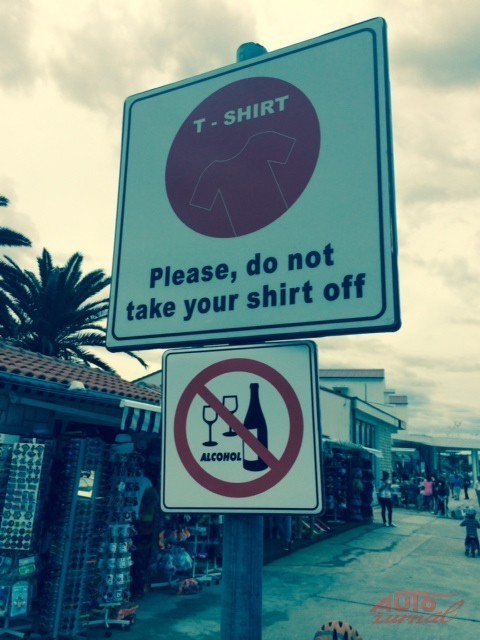 T - SHIRT
Please, do not
take your shirt off
ALCOHOL